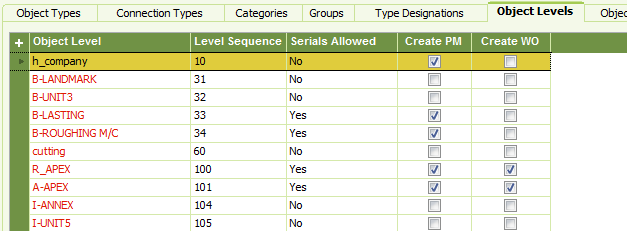 Object Types Connection Types Categories Groups Type Designations Object Levels Objec
+ Object Level Level Sequence Serials Allowed Create PM Create WO
h_company 10 No
B-LANDMARK 31 No
B-UNIT3 32 No
B-LASTING 33 Yes
B-ROUGHING M/C 34 Yes
cutting 60 No
R_APEX 100 Yes
A-APEX 101 Yes
I-ANNEX 104 No
I-UNIT5 105 No